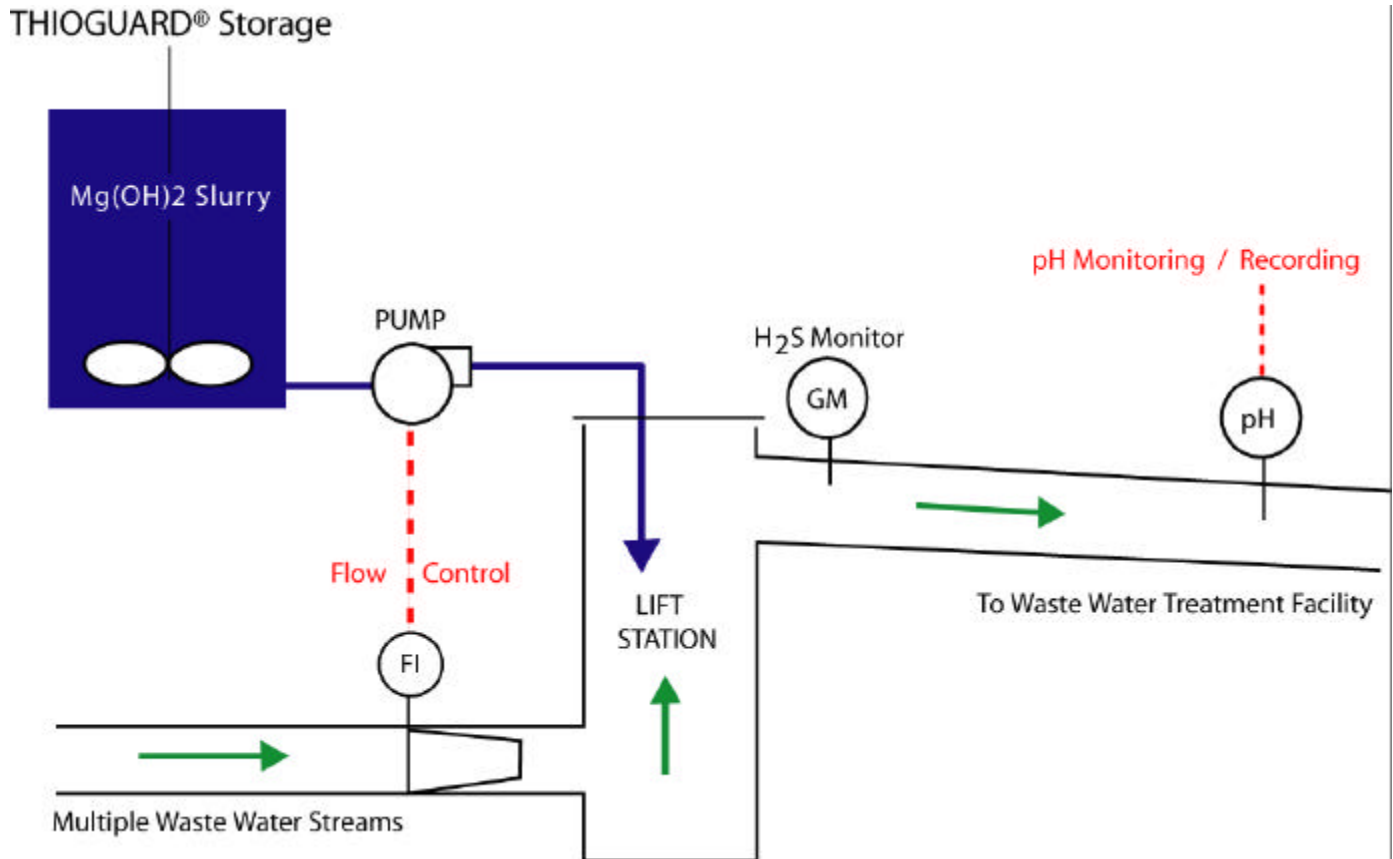 THIOGUARD® Storage
Mg(OH)2 Slurry
PUMP
pH Monitoring / Recording
H2S Monitor
GM
pH
Flow Control
LIFT
STATION
To Waste Water Treatment Facility
FI
Multiple Waste Water Streams